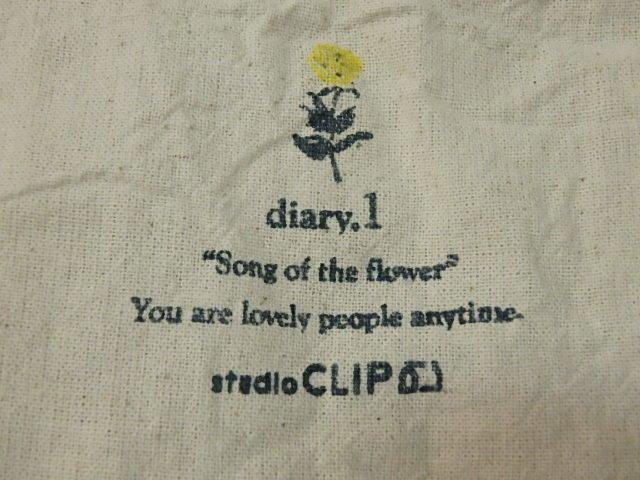 diary.1
"Song of the flower"
You are lovely people anytime.
studio CLIP